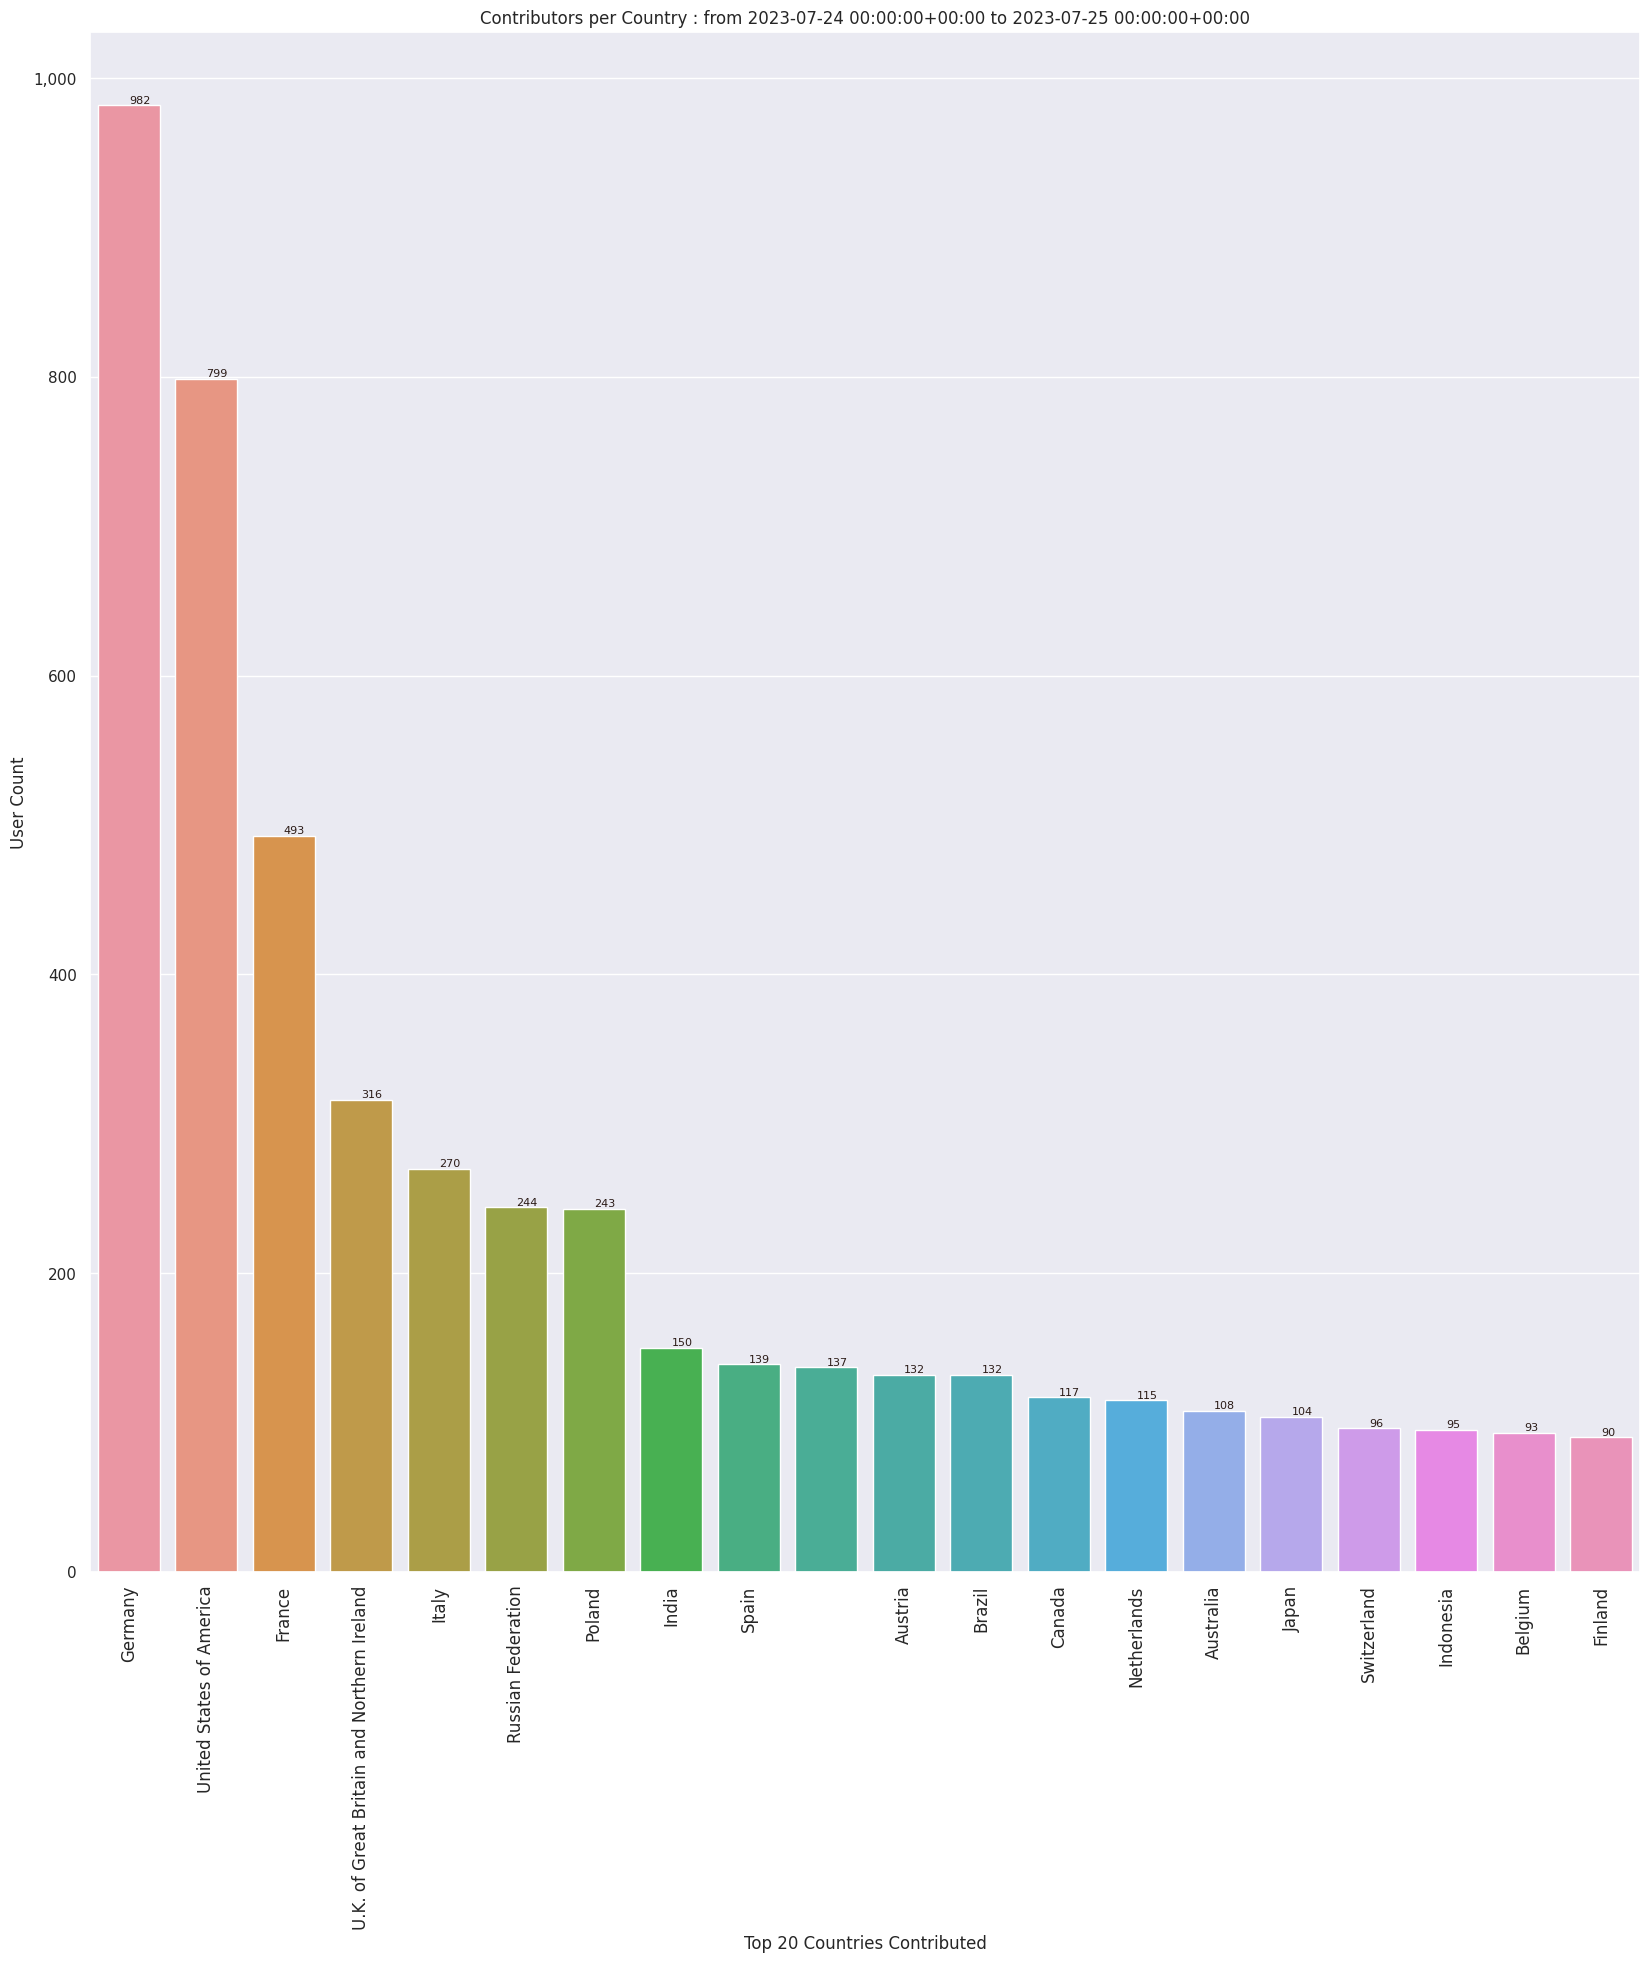 Contributors per Country : from 2023-07-24 00:00:00+00:00 to 2023-07-25 00:00:00+00:00
User Count
1,000
800
600
400
200
0
982
799
493
316
270
244
243
150
139
137
132
132
117
115
108
104
96
95
93
90
Germany
United States of America
France
U.K. of Great Britain and Northern Ireland
Italy
Russian Federation
Poland
India
Spain
Austria
Brazil
Canada
Netherlands
Australia
Japan
Switzerland
Indonesia
Belgium
Finland
Top 20 Countries Contributed